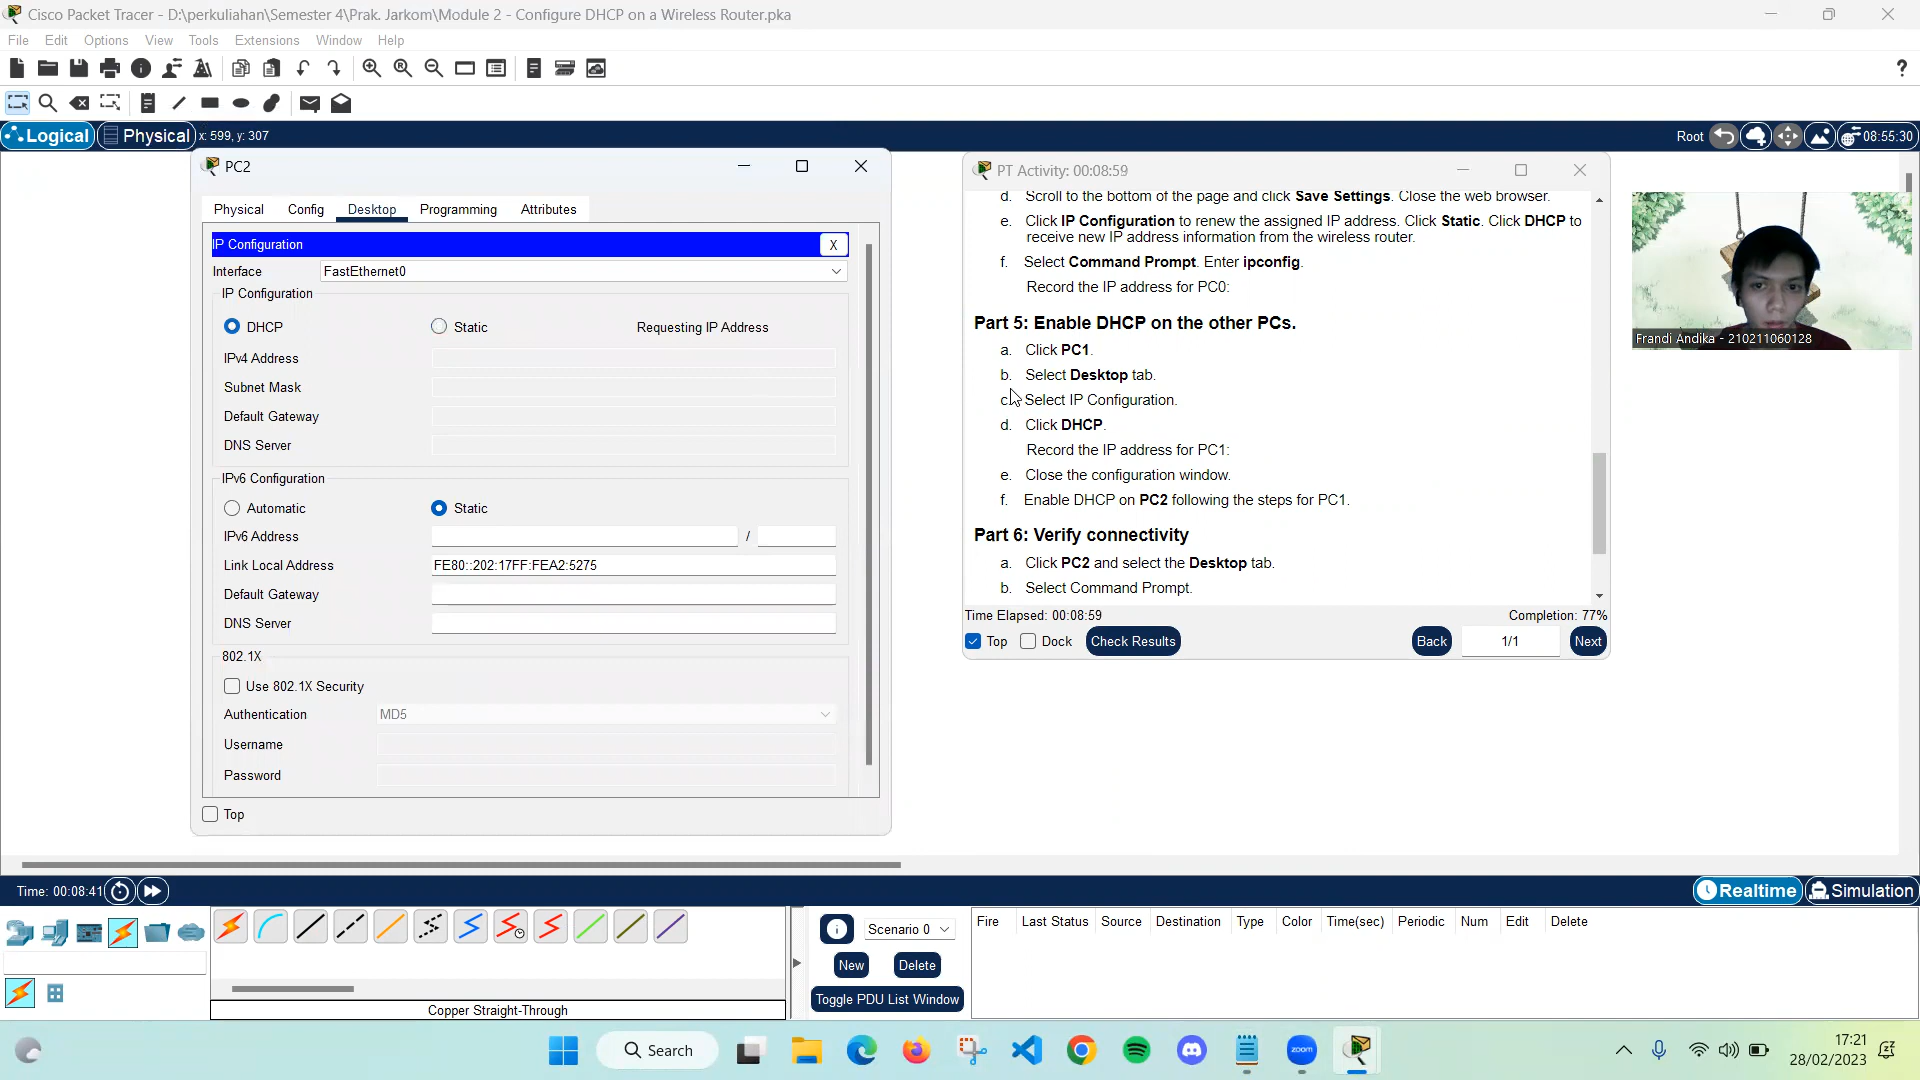 Cisco Packet Tracer - D:\perkuliahan\Semester 4\Prak. Jarkom\Module 2 - Configure DHCP on a Wireless Router.pka
File Edit Options View Tools Extensions Window Help
?
Logical Physical x: 599, y: 307 Root 08:55:30
PC2
Physical Config Desktop Programming Attributes
IP Configuration X
Interface FastEthernet0
IP Configuration
DHCP Static Requesting IP Address
IPv4 Address
Subnet Mask
Default Gateway
DNS Server
IPv6 Configuration
Automatic Static
IPv6 Address /
Link Local Address FE80::202:17FF:FEA2:5275
Default Gateway
DNS Server
802.1X
Use 802.1X Security
Authentication MD5
Username
Password
Top
PT Activity: 00:08:59
d. Scroll to the bottom of the page and click Save Settings. Close the web browser.
e. Click IP Configuration to renew the assigned IP address. Click Static. Click DHCP to
receive new IP address information from the wireless router.
f. Select Command Prompt. Enter ipconfig.
Record the IP address for PC0:
Part 5: Enable DHCP on the other PCs.
a. Click PC1.
b. Select Desktop tab.
c. Select IP Configuration.
d. Click DHCP.
Record the IP address for PC1:
e. Close the configuration window.
f. Enable DHCP on PC2 following the steps for PC1.
Part 6: Verify connectivity
a. Click PC2 and select the Desktop tab.
b. Select Command Prompt.
Time Elapsed: 00:08:59 Completion: 77%
Top Dock Check Results Back 1/1 Next
Frandi Andika - 210211060128
Time: 00:08:41 Realtime Simulation
Copper Straight-Through
Scenario 0
New Delete
Toggle PDU List Window
Fire Last Status Source Destination Type Color Time(sec) Periodic Num Edit Delete
Search
zoom
17:21
28/02/2023